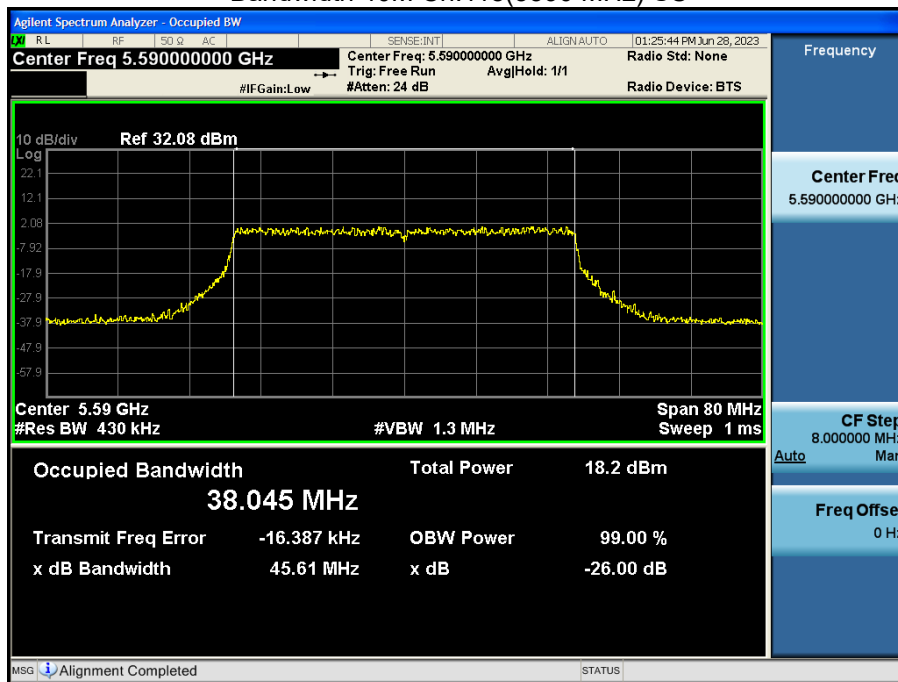 Agilent Spectrum Analyzer - Occupied BW
LXI RL RF 50 Ω AC SENSE:INT ALIGN AUTO 01:25:44 PM Jun 28, 2023
Center Freq 5.590000000 GHz
Center Freq: 5.590000000 GHz
Radio Std: None
Trig: Free Run Avg|Hold: 1/1
#IFGain:Low #Atten: 24 dB Radio Device: BTS
10 dB/div Ref 32.08 dBm
Log
22.1
12.1
2.08
-7.92
-17.9
-27.9
-37.9
-47.9
-57.9
Center 5.59 GHz Span 80 MHz
#Res BW 430 kHz #VBW 1.3 MHz Sweep 1 ms
Occupied Bandwidth Total Power 18.2 dBm
38.045 MHz
Transmit Freq Error -16.387 kHz OBW Power 99.00 %
x dB Bandwidth 45.61 MHz x dB -26.00 dB
Frequency
Center Freq
5.590000000 GH
CF Step
8.000000 MH
Auto Man
Freq Offse
0 H
MSG Alignment Completed STATUS